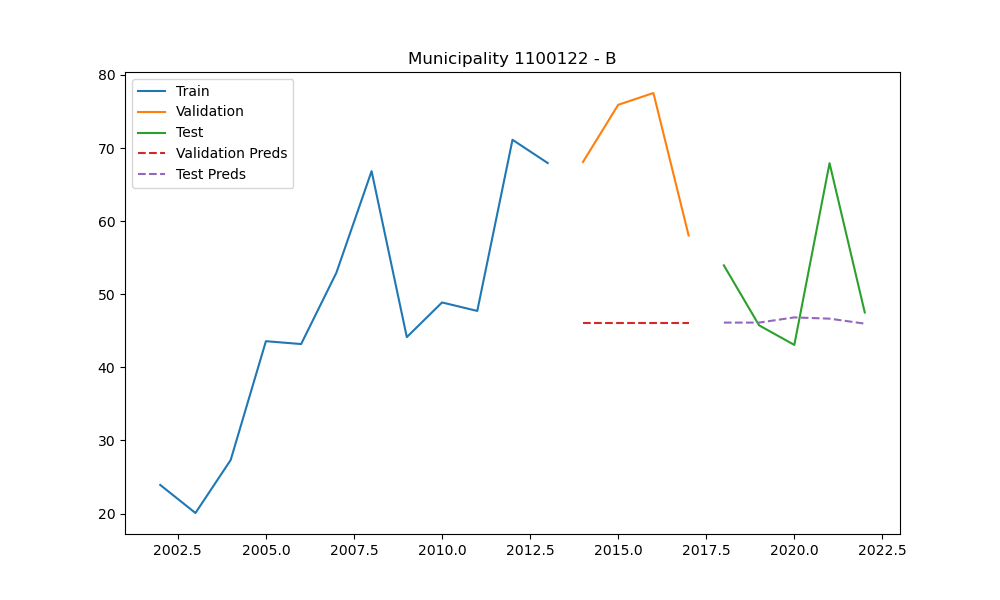 Municipality 1100122 - B
Train
Validation
Test
Validation Preds
Test Preds
80
70
60
50
40
30
20
2002.5 2005.0 2007.5 2010.0 2012.5 2015.0 2017.5 2020.0 2022.5